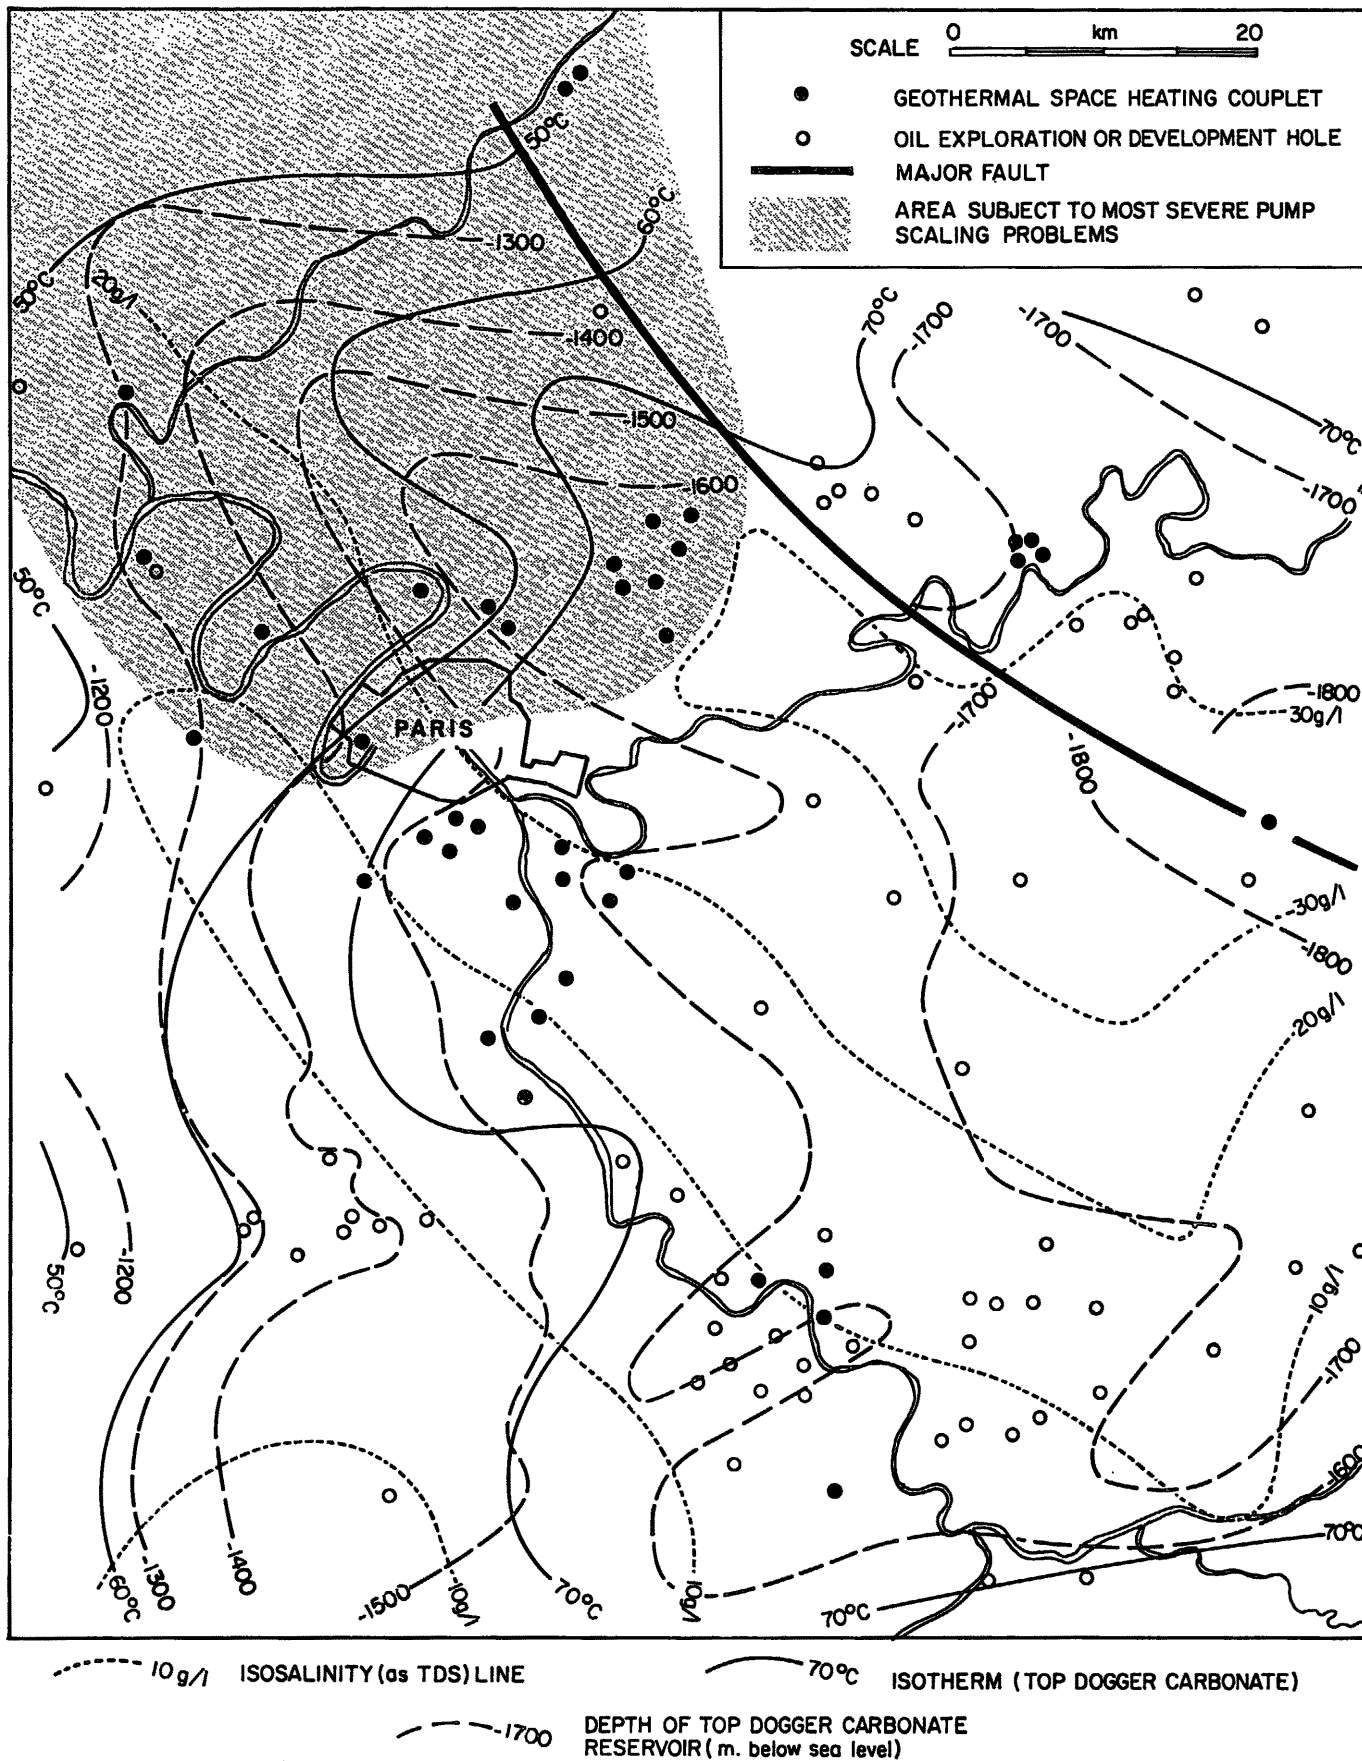 SCALE 0 km 20
GEOTHERMAL SPACE HEATING COUPLET
OIL EXPLORATION OR DEVELOPMENT HOLE
MAJOR FAULT
AREA SUBJECT TO MOST SEVERE PUMP
SCALING PROBLEMS
50°C
60°C
-1300
50°C
20g/l
-1400
70°C
-1700
-1700
-1500
70°C
-1600
-1700
50°C
-1200
-1700
-1800
30g/l
PARIS
-1800
30g/l
-1800
20g/l
50°C
-1200
10g/l
-1700
-1600
70°C
60°C
-1300
-1400
-1500
10g/l
70°C
10g/l
70°C
10g/l ISOSALINITY (as TDS) LINE
70°C ISOTHERM (TOP DOGGER CARBONATE)
-1700 DEPTH OF TOP DOGGER CARBONATE
RESERVOIR (m. below sea level)